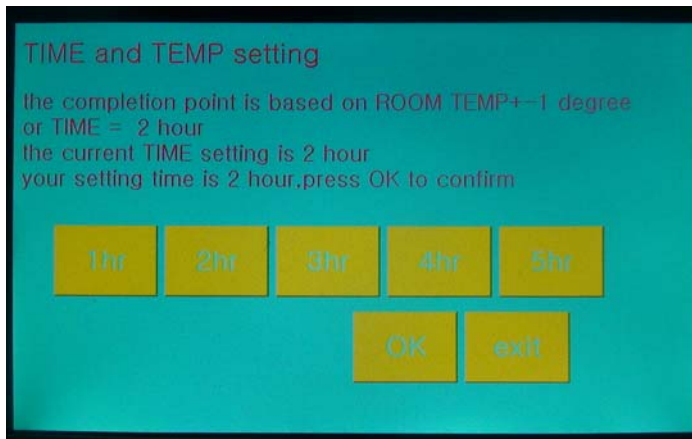 TIME and TEMP setting
the completion point is based on ROOM TEMP+-1 degree
or TIME = 2 hour
the current TIME setting is 2 hour
your setting time is 2 hour,press OK to confirm
1hr 2hr 3hr 4hr 5hr
OK exit